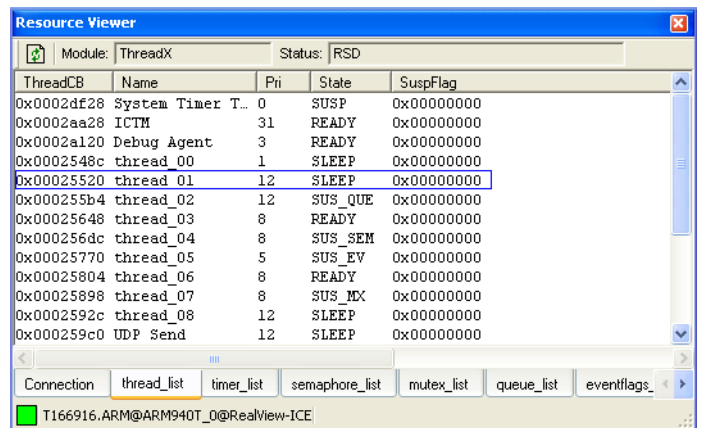 Resource Viewer
Module: ThreadX Status: RSD
ThreadCB Name Pri State SuspFlag
0x0002df28 System Timer T... 0 SUSP 0x00000000
0x0002aa28 ICTM 31 READY 0x00000000
0x0002a120 Debug Agent 3 READY 0x00000000
0x0002548c thread_00 1 SLEEP 0x00000000
0x00025520 thread_01 12 SLEEP 0x00000000
0x000255b4 thread_02 12 SUS_QUE 0x00000000
0x00025648 thread_03 8 READY 0x00000000
0x000256dc thread_04 8 SUS_SEM 0x00000000
0x00025770 thread_05 5 SUS_EV 0x00000000
0x00025804 thread_06 8 READY 0x00000000
0x00025898 thread_07 8 SUS_MX 0x00000000
0x0002592c thread_08 12 SLEEP 0x00000000
0x000259c0 UDP Send 12 SLEEP 0x00000000
Connection thread_list timer_list semaphore_list mutex_list queue_list eventflags_
T166916.ARM@ARM940T_0@RealView-ICE